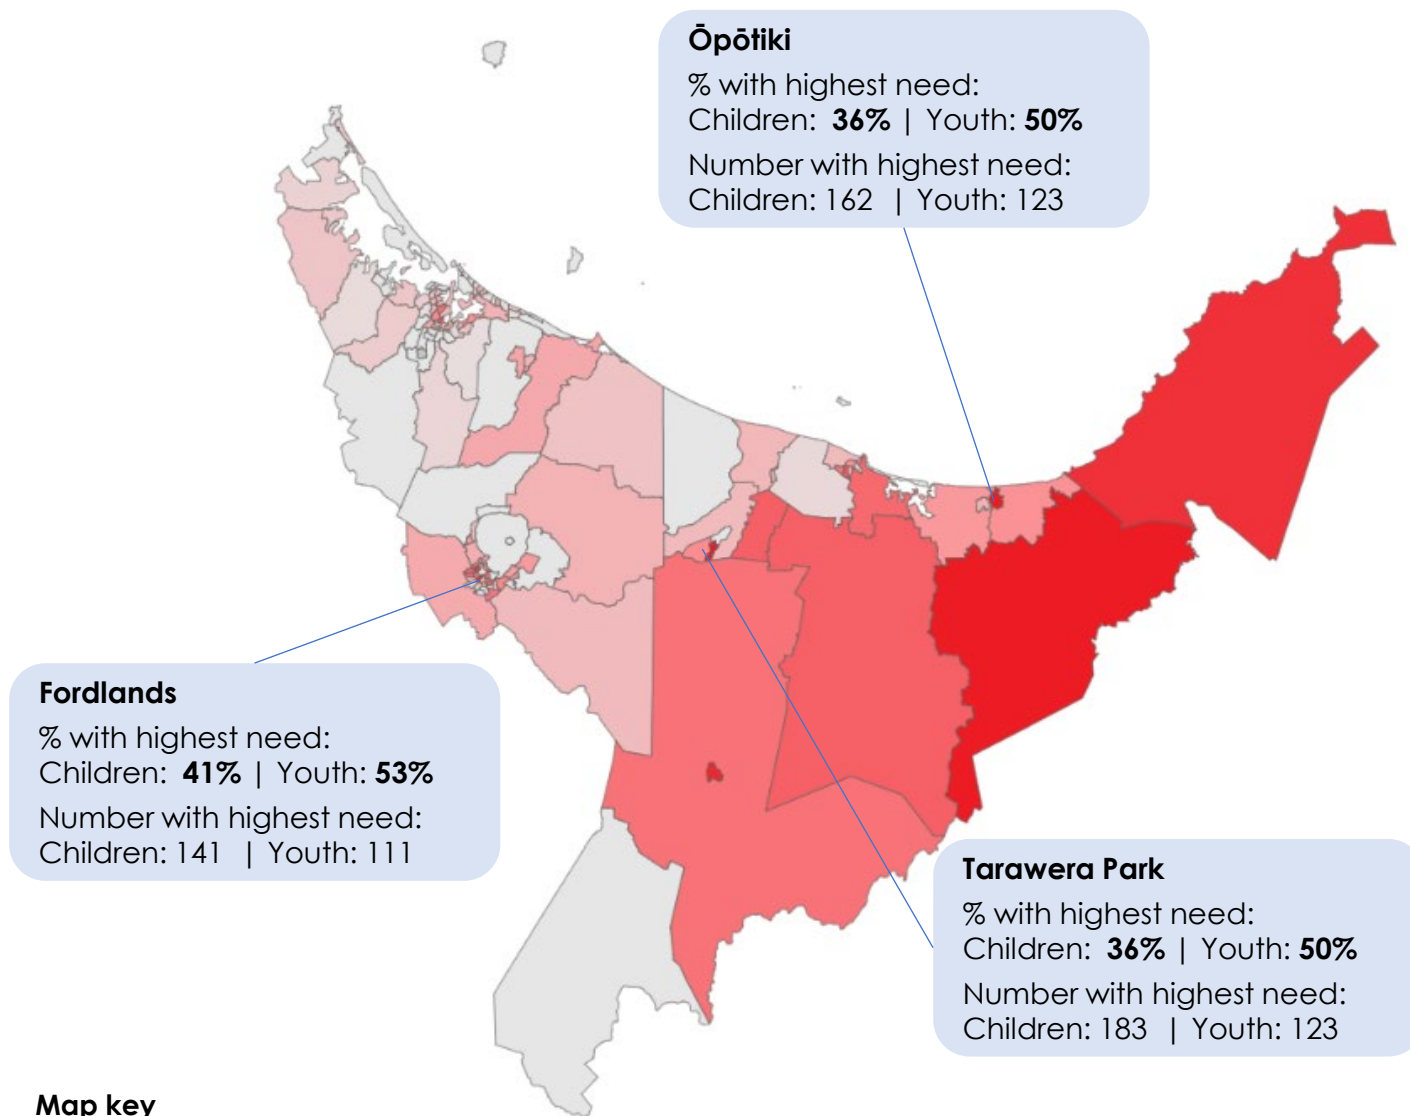 Ōpōtiki
% with highest need:
Children: 36% | Youth: 50%
Number with highest need:
Children: 162 | Youth: 123
Fordlands
% with highest need:
Children: 41% | Youth: 53%
Number with highest need:
Children: 141 | Youth: 111
Tarawera Park
% with highest need:
Children: 36% | Youth: 50%
Number with highest need:
Children: 183 | Youth: 123
Map key